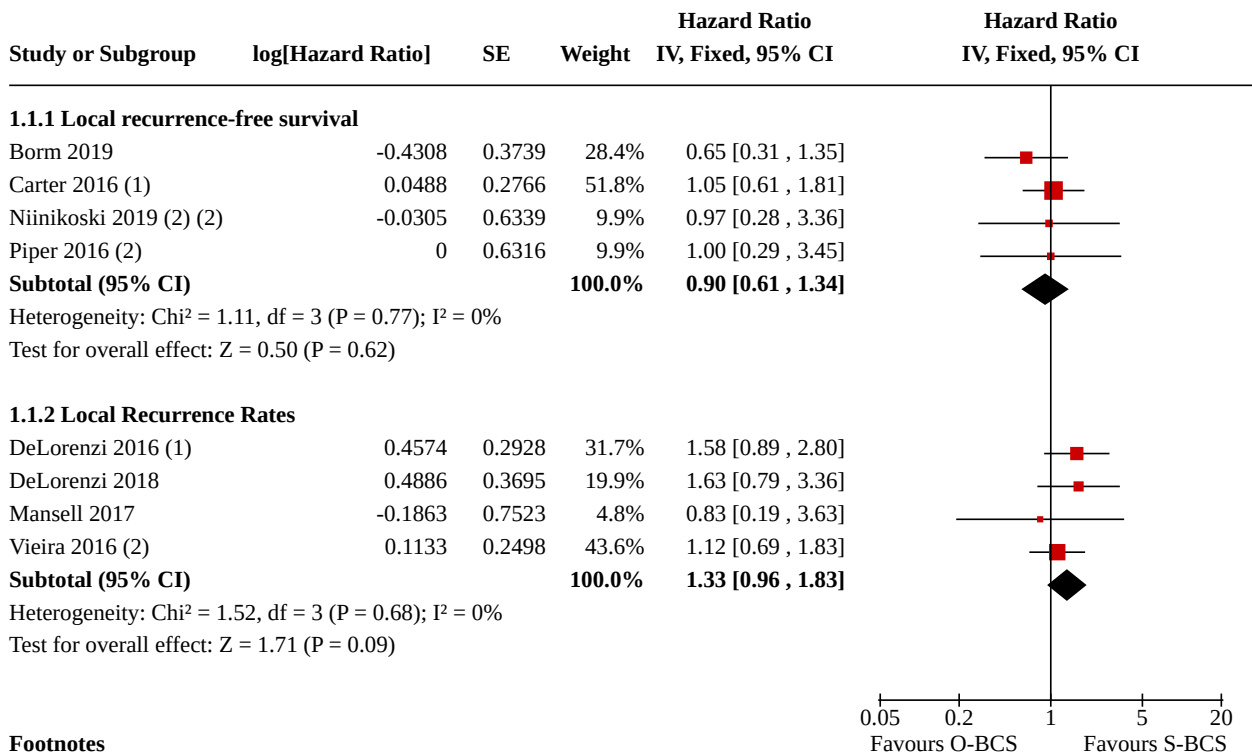 Hazard Ratio Hazard Ratio
Study or Subgroup log[Hazard Ratio] SE Weight IV, Fixed, 95% CI IV, Fixed, 95% CI
1.1.1 Local recurrence-free survival
Borm 2019 -0.4308 0.3739 28.4% 0.65 [0.31 , 1.35]
Carter 2016 (1) 0.0488 0.2766 51.8% 1.05 [0.61 , 1.81]
Niinikoski 2019 (2) (2) -0.0305 0.6339 9.9% 0.97 [0.28 , 3.36]
Piper 2016 (2) 0 0.6316 9.9% 1.00 [0.29 , 3.45]
Subtotal (95% CI) 100.0% 0.90 [0.61 , 1.34]
Heterogeneity: Chi² = 1.11, df = 3 (P = 0.77); I² = 0%
Test for overall effect: Z = 0.50 (P = 0.62)
1.1.2 Local Recurrence Rates
DeLorenzi 2016 (1) 0.4574 0.2928 31.7% 1.58 [0.89 , 2.80]
DeLorenzi 2018 0.4886 0.3695 19.9% 1.63 [0.79 , 3.36]
Mansell 2017 -0.1863 0.7523 4.8% 0.83 [0.19 , 3.63]
Vieira 2016 (2) 0.1133 0.2498 43.6% 1.12 [0.69 , 1.83]
Subtotal (95% CI) 100.0% 1.33 [0.96 , 1.83]
Heterogeneity: Chi² = 1.52, df = 3 (P = 0.68); I² = 0%
Test for overall effect: Z = 1.71 (P = 0.09)
0.05 0.2 1 5 20
Footnotes Favours O-BCS Favours S-BCS